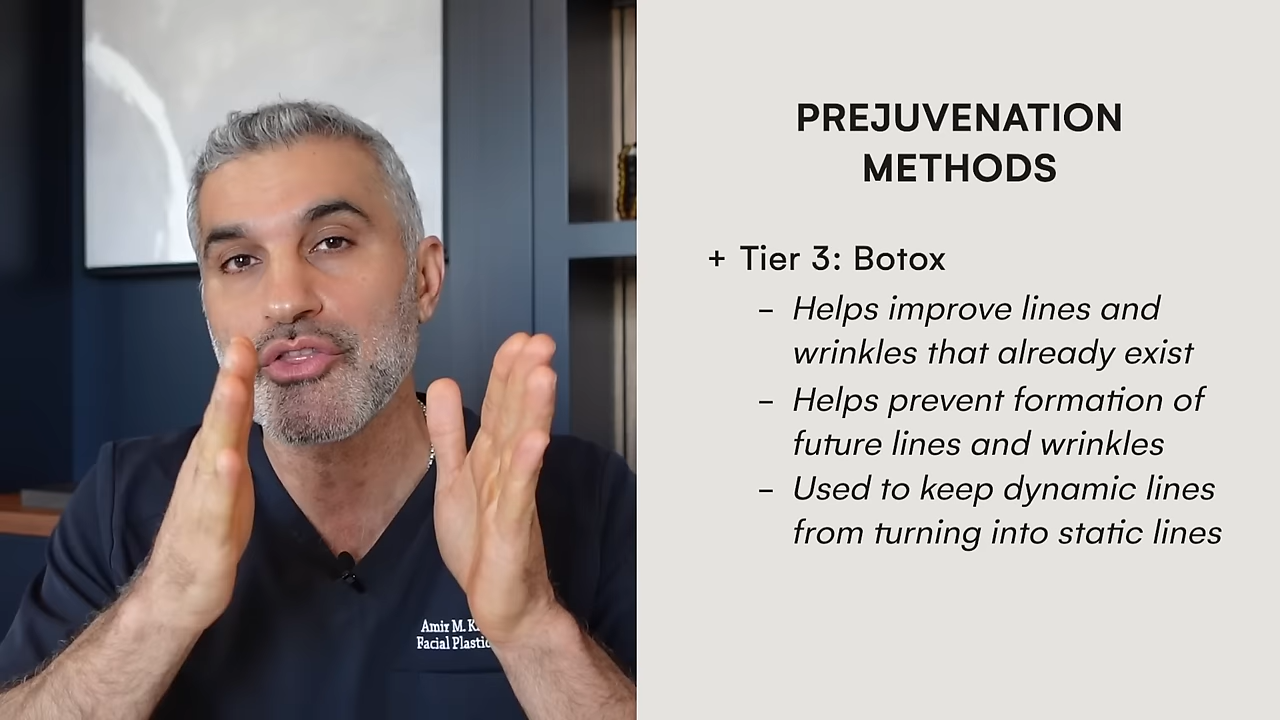 PREJUVENATION
METHODS
+ Tier 3: Botox
– Helps improve lines and
wrinkles that already exist
– Helps prevent formation of
future lines and wrinkles
– Used to keep dynamic lines
from turning into static lines
Amir M.
Facial